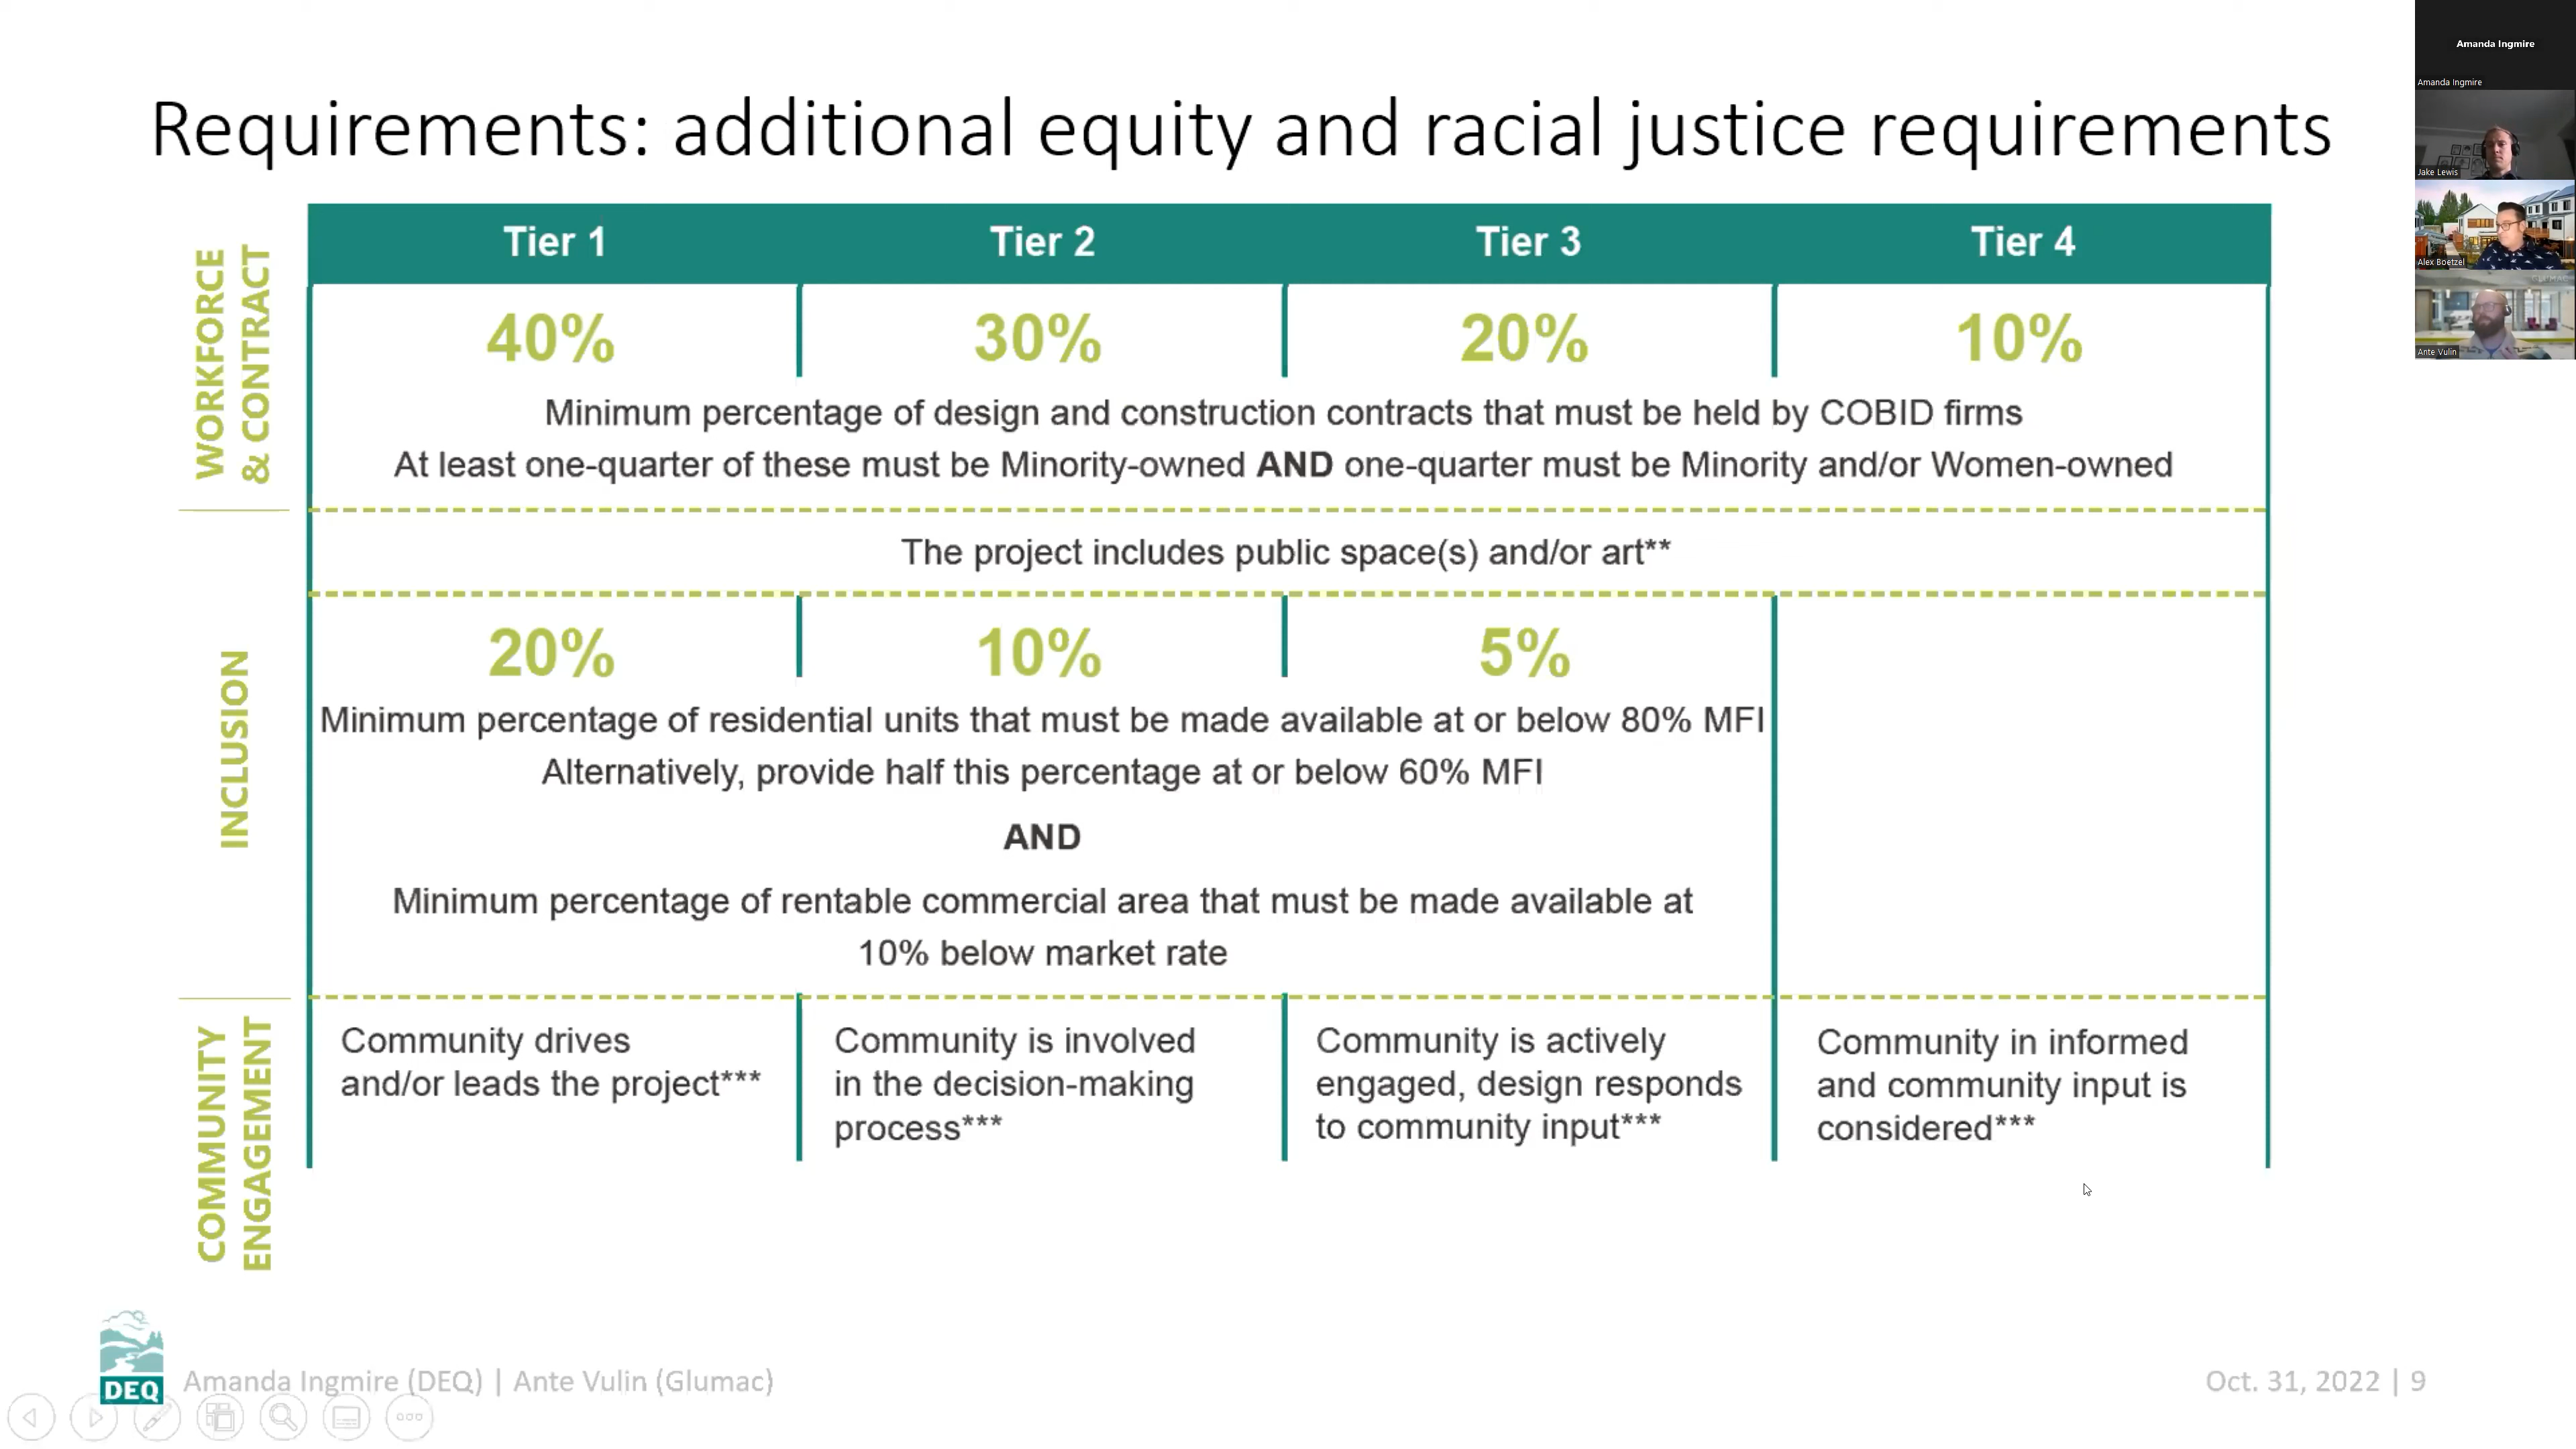 Requirements: additional equity and racial justice requirements
Amanda Ingmire
Amanda Ingmire
Jake Lewis
Alex Boetzel
Ante Vulin
WORKFORCE
& CONTRACT
Tier 1
Tier 2
Tier 3
Tier 4
40%
30%
20%
10%
Minimum percentage of design and construction contracts that must be held by COBID firms
At least one-quarter of these must be Minority-owned AND one-quarter must be Minority and/or Women-owned
INCLUSION
The project includes public space(s) and/or art**
20%
10%
5%
Minimum percentage of residential units that must be made available at or below 80% MFI
Alternatively, provide half this percentage at or below 60% MFI
AND
Minimum percentage of rentable commercial area that must be made available at
10% below market rate
COMMUNITY
ENGAGEMENT
Community drives
and/or leads the project***
Community is involved
in the decision-making
process***
Community is actively
engaged, design responds
to community input***
Community in informed
and community input is
considered***
DEQ
Amanda Ingmire (DEQ) | Ante Vulin (Glumac)
Oct. 31, 2022 | 9